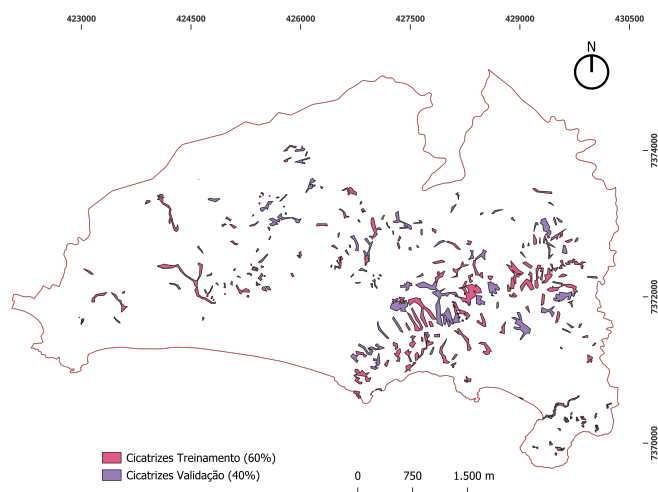 423000 424500 426000 427500 429000 430500
N
7374000
7372000
7370000
Cicatrizes Treinamento (60%)
Cicatrizes Validação (40%)
0 750 1.500 m